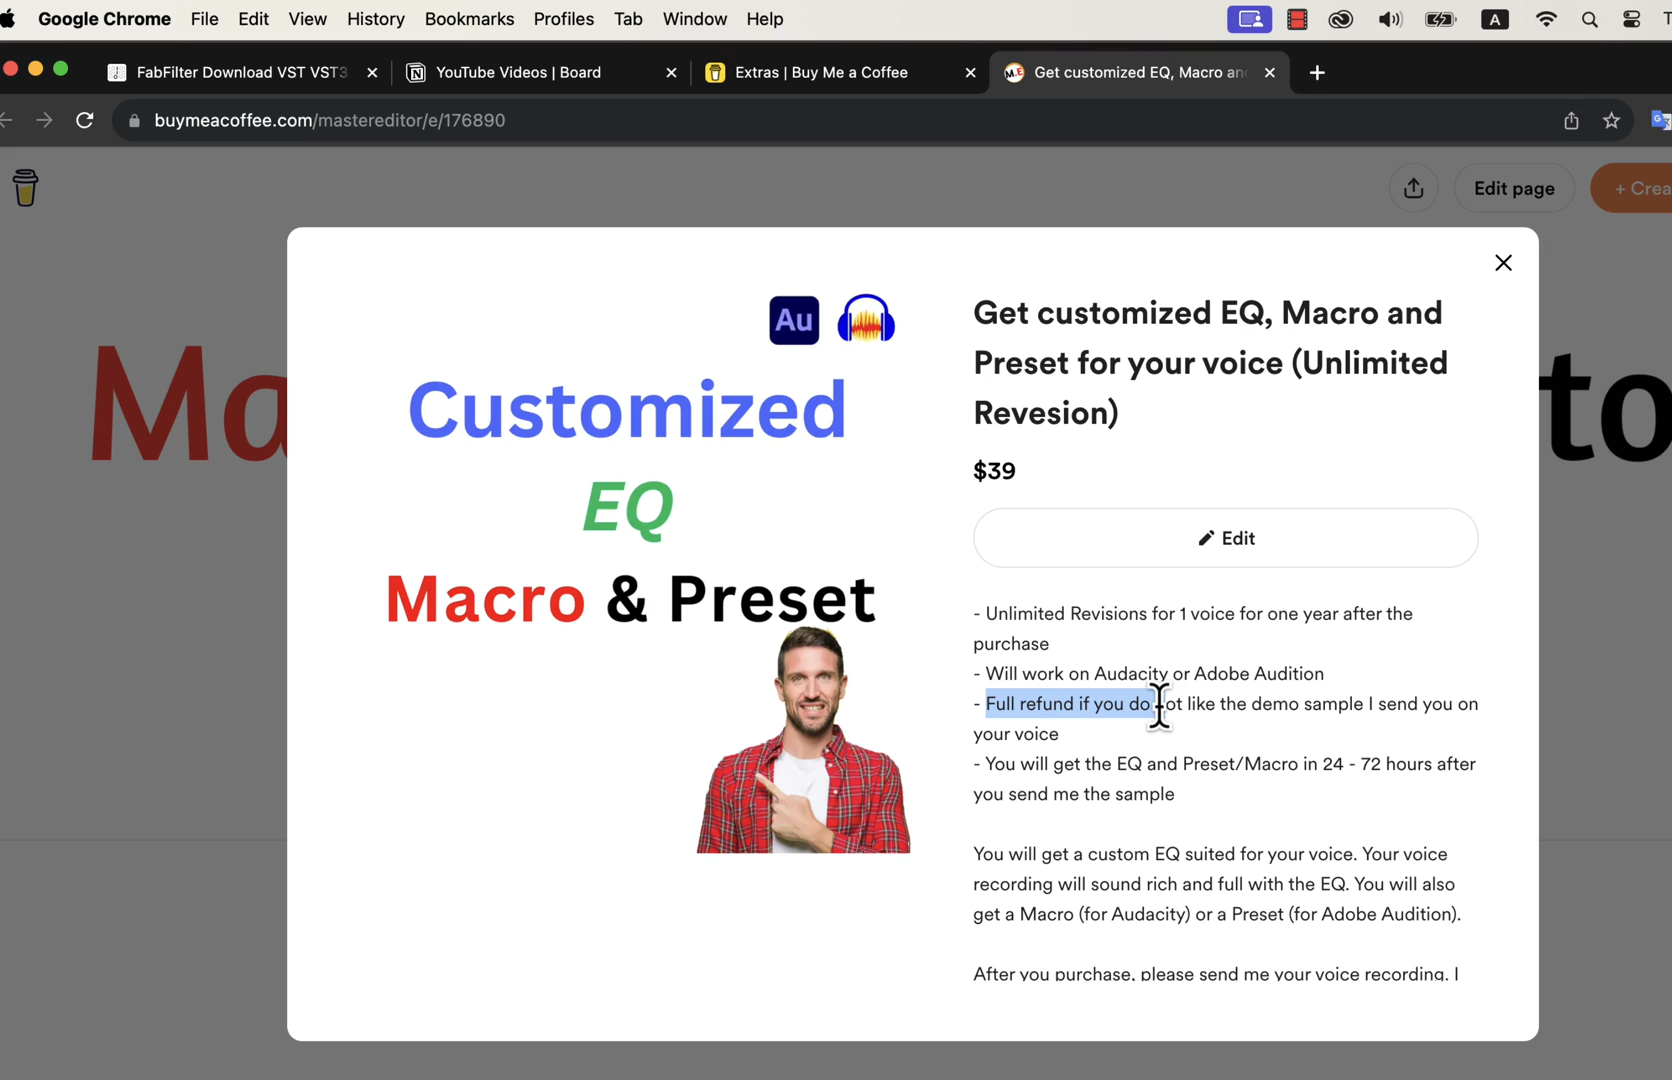 Google Chrome File Edit View History Bookmarks Profiles Tab Window Help
A
FabFilter Download VST VST3
YouTube Videos | Board
Extras | Buy Me a Coffee
M.E Get customized EQ, Macro an
buymeacoffee.com/mastereditor/e/176890
Edit page
+ Crea
Ma
to
Au
Customized
EQ
Macro & Preset
Get customized EQ, Macro and
Preset for your voice (Unlimited
Revesion)
$39
Edit
- Unlimited Revisions for 1 voice for one year after the
purchase
- Will work on Audacity or Adobe Audition
- Full refund if you do not like the demo sample I send you on
your voice
- You will get the EQ and Preset/Macro in 24 - 72 hours after
you send me the sample
You will get a custom EQ suited for your voice. Your voice
recording will sound rich and full with the EQ. You will also
get a Macro (for Audacity) or a Preset (for Adobe Audition).
After you purchase, please send me your voice recording. I